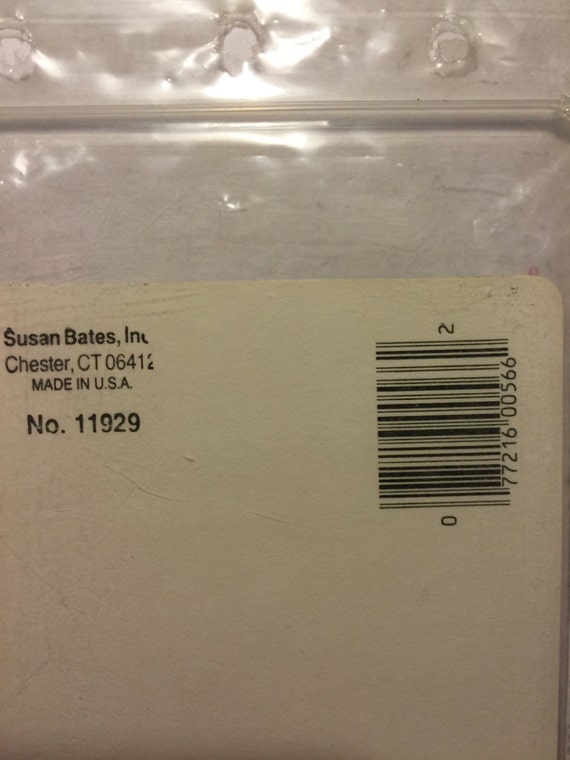 Susan Bates, Inc
Chester, CT 06412
MADE IN U.S.A.
No. 11929
0 77216 00566 2